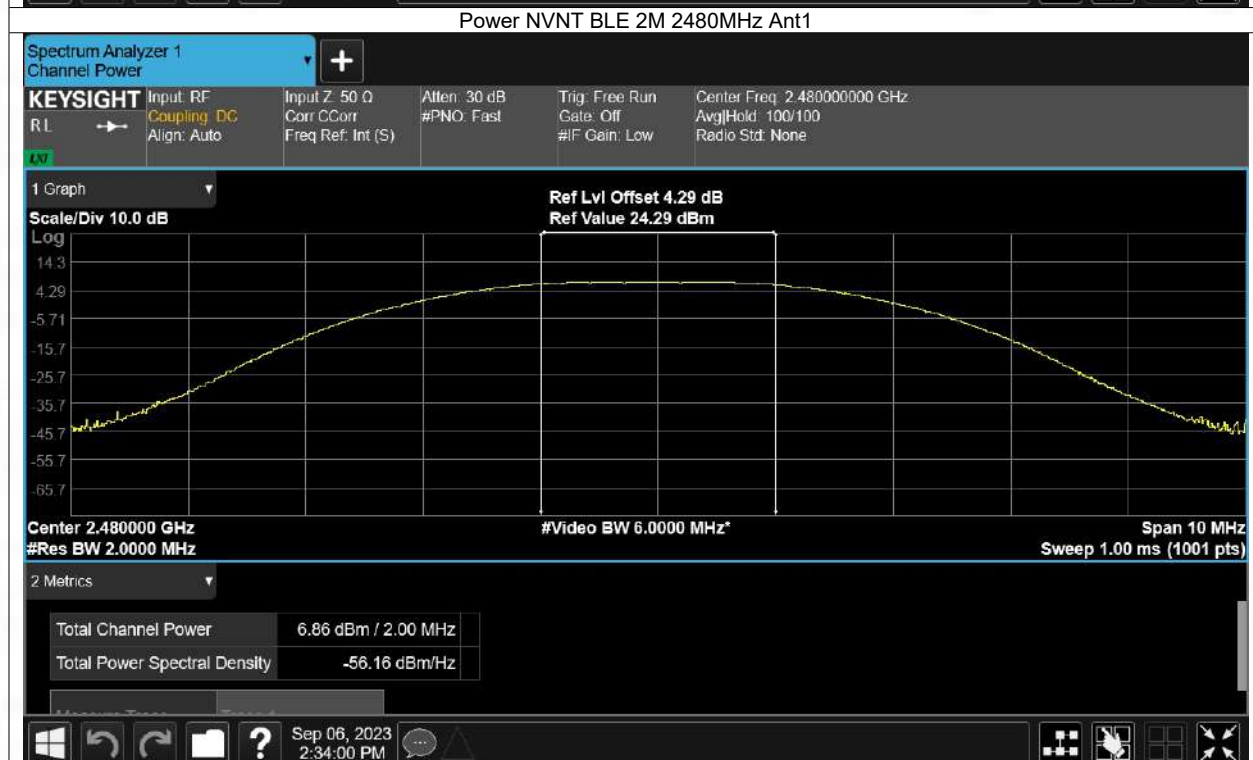 Power NVNT BLE 2M 2480MHz Ant1
Spectrum Analyzer 1
Channel Power
+
KEYSIGHT
RL
LXI
Input: RF
Coupling: DC
Align: Auto
Input Z: 50 Ω
Corr CCorr
Freq Ref: Int (S)
Atten: 30 dB
#PNO: Fast
Trig: Free Run
Gate: Off
#IF Gain: Low
Center Freq: 2.480000000 GHz
Avg|Hold: 100/100
Radio Std: None
1 Graph
Scale/Div 10.0 dB
Ref Lvl Offset 4.29 dB
Ref Value 24.29 dBm
Log
14.3
4.29
-5.71
-15.7
-25.7
-35.7
-45.7
-55.7
-65.7
Center 2.480000 GHz
#Res BW 2.0000 MHz
#Video BW 6.0000 MHz*
Span 10 MHz
Sweep 1.00 ms (1001 pts)
2 Metrics
Total Channel Power 6.86 dBm / 2.00 MHz
Total Power Spectral Density -56.16 dBm/Hz
?
Sep 06, 2023
2:34:00 PM